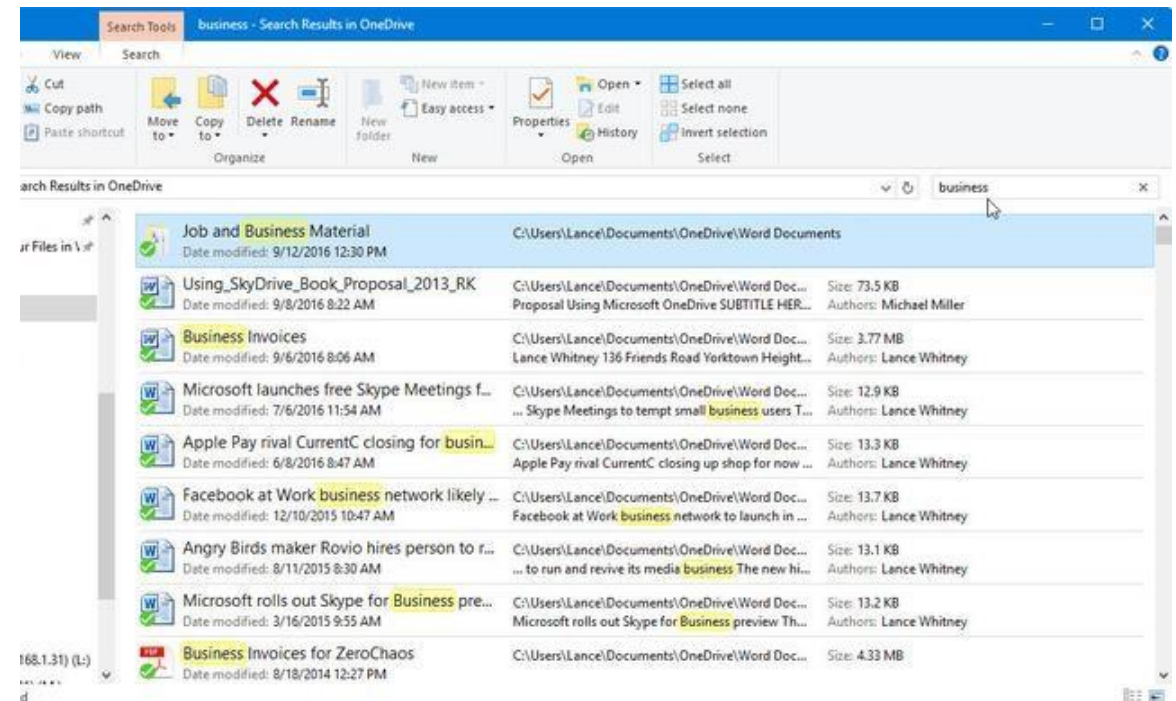 Search Tools
business - Search Results in OneDrive
View
Search
Cut
Copy path
Paste shortcut
Move to
Copy to
Delete
Rename
Organize
New folder
New item
Easy access
New
Properties
Open
Edit
History
Open
Select all
Select none
Invert selection
Select
arch Results in OneDrive
business
ur Files in
Job and Business Material
C:\Users\Lance\Documents\OneDrive\Word Documents
Date modified: 9/12/2016 12:30 PM
Using_SkyDrive_Book_Proposal_2013_RK
C:\Users\Lance\Documents\OneDrive\Word Doc...
Size: 73.5 KB
Date modified: 9/8/2016 8:22 AM
Proposal Using Microsoft OneDrive SUBTITLE HER...
Authors: Michael Miller
Business Invoices
C:\Users\Lance\Documents\OneDrive\Word Doc...
Size: 3.77 MB
Date modified: 9/6/2016 8:06 AM
Lance Whitney 136 Friends Road Yorktown Height...
Authors: Lance Whitney
Microsoft launches free Skype Meetings f...
C:\Users\Lance\Documents\OneDrive\Word Doc...
Size: 12.9 KB
Date modified: 7/6/2016 11:54 AM
... Skype Meetings to tempt small business users T...
Authors: Lance Whitney
Apple Pay rival CurrentC closing for busin...
C:\Users\Lance\Documents\OneDrive\Word Doc...
Size: 13.3 KB
Date modified: 6/8/2016 8:47 AM
Apple Pay rival CurrentC closing up shop for now ...
Authors: Lance Whitney
Facebook at Work business network likely ...
C:\Users\Lance\Documents\OneDrive\Word Doc...
Size: 13.7 KB
Date modified: 12/10/2015 10:47 AM
Facebook at Work business network to launch in ...
Authors: Lance Whitney
Angry Birds maker Rovio hires person to r...
C:\Users\Lance\Documents\OneDrive\Word Doc...
Size: 13.1 KB
Date modified: 8/11/2015 8:30 AM
... to run and revive its media business The new hi...
Authors: Lance Whitney
Microsoft rolls out Skype for Business pre...
C:\Users\Lance\Documents\OneDrive\Word Doc...
Size: 13.2 KB
Date modified: 3/16/2015 9:55 AM
Microsoft rolls out Skype for Business preview Th...
Authors: Lance Whitney
Business Invoices for ZeroChaos
C:\Users\Lance\Documents\OneDrive\Word Doc...
Size: 4.33 MB
Date modified: 8/18/2014 12:27 PM
168.1.31) (L:)